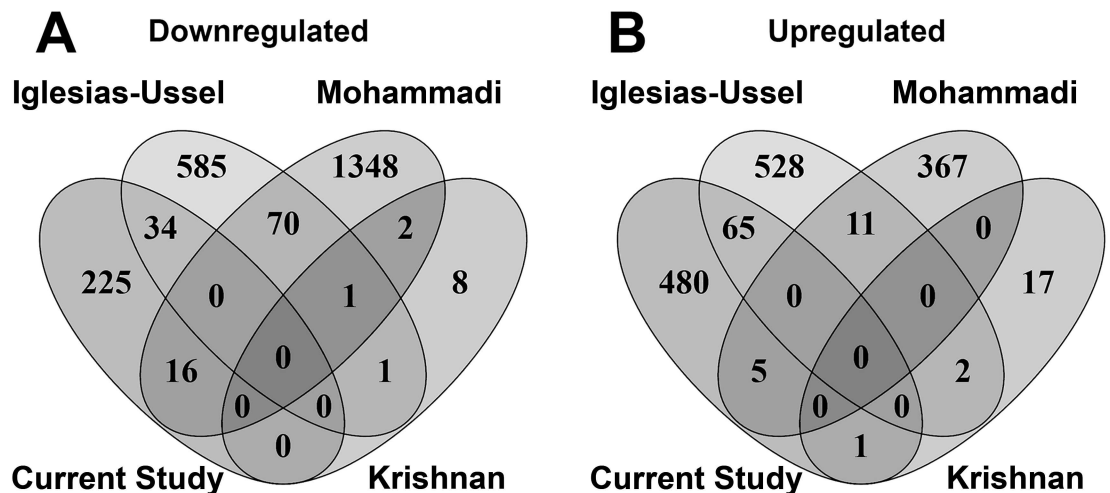 A Downregulated
Iglesias-Ussel Mohammadi
585 1348
34 70 2
225 0 1 8
16 0 1
0 0
0
Current Study Krishnan
B Upregulated
Iglesias-Ussel Mohammadi
528 367
65 11 0
480 0 0 17
5 0 2
0 0
1
Current Study Krishnan